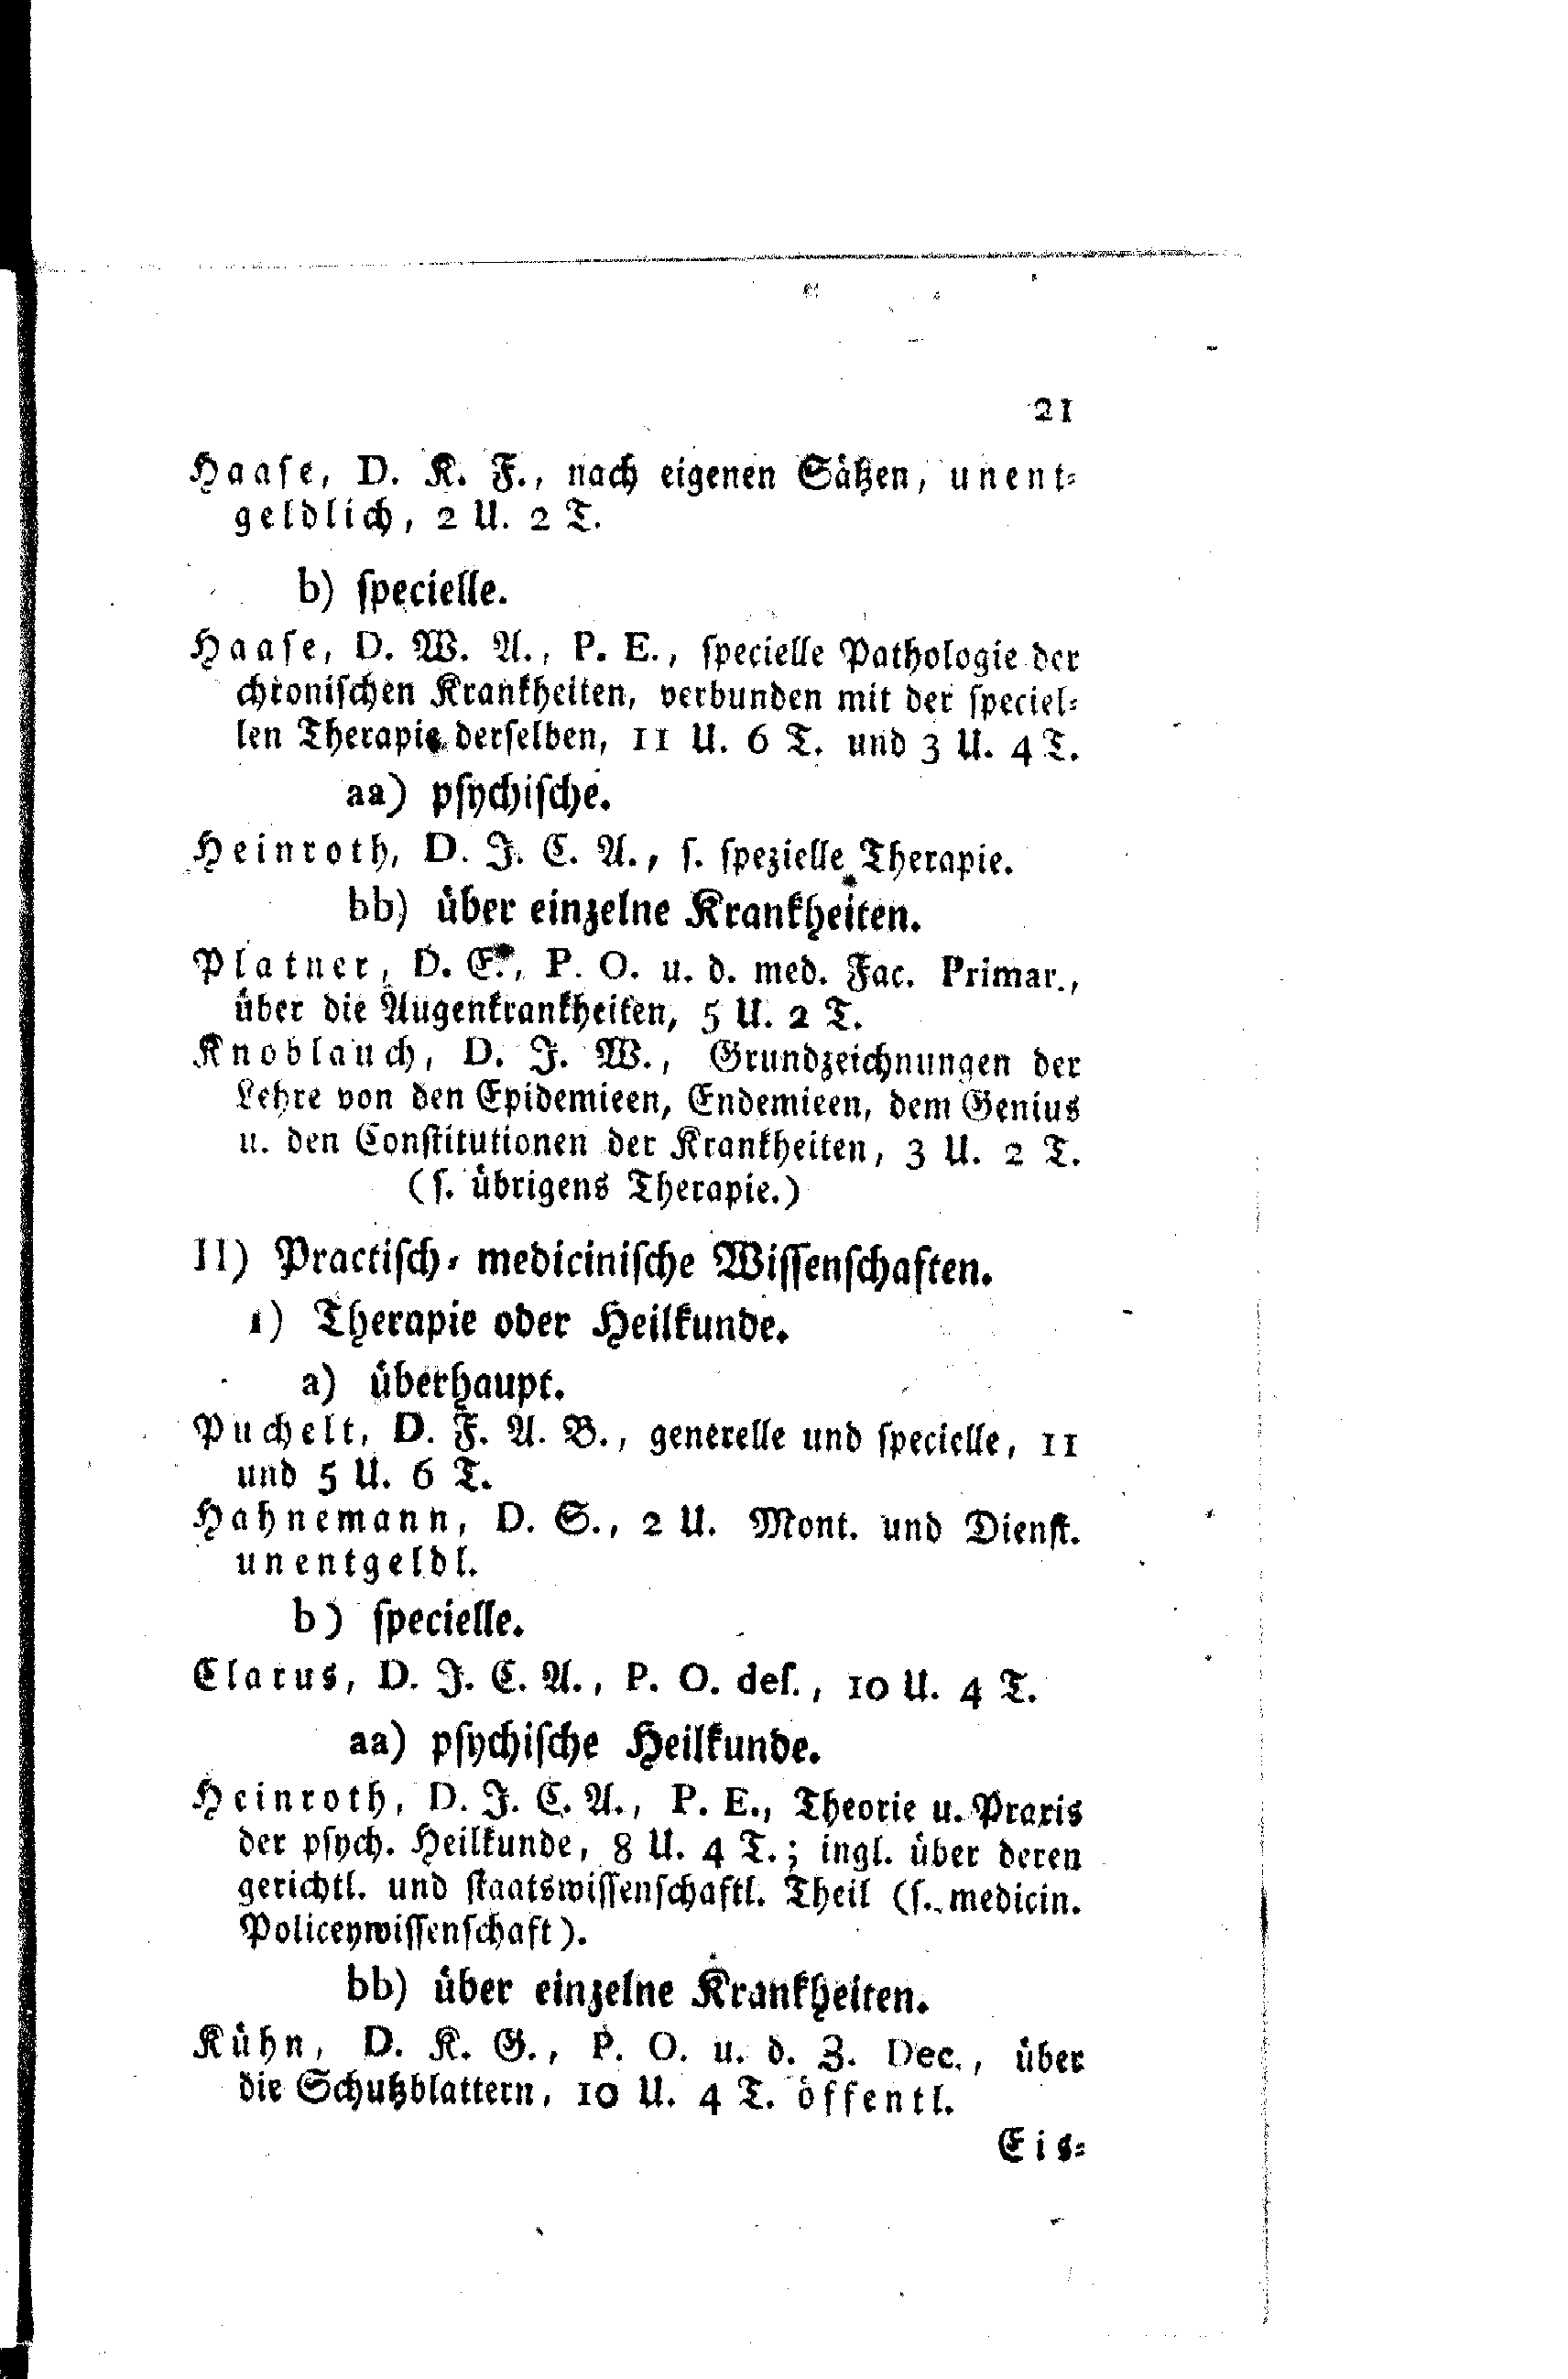 21
Haaſe, D. K. F., nach eigenen Sätzen, unent-
geldlich, 2 U. 2 T.
b) ſpecielle.
Haaſe, D. W. A., P. E., ſpecielle Pathologie der
chroniſchen Krankheiten, verbunden mit der ſpeciel-
len Therapie derſelben, 11 U. 6 T. und 3 U. 4 T.
aa) pſychiſche.
Heinroth, D. J. C. A., ſ. ſpezielle Therapie.
bb) über einzelne Krankheiten.
Platner, D. E., P. O. u. d. med. Fac. Primar.,
über die Augenkrankheiten, 5 U. 2 T.
Knoblauch, D. J. W., Grundzeichnungen der
Lehre von den Epidemieen, Endemieen, dem Genius
u. den Conſtitutionen der Krankheiten, 3 U. 2 T.
(ſ. übrigens Therapie.)
II) Practiſch-mediciniſche Wiſſenſchaften.
1) Therapie oder Heilkunde.
a) überhaupt.
Puchelt, D. F. A. B., generelle und ſpecielle, 11
und 5 U. 6 T.
Hahnemann, D. S., 2 U. Mont. und Dienſt.
unentgeldl.
b) ſpecielle.
Clarus, D. J. C. A., P. O. deſ., 10 U. 4 T.
aa) pſychiſche Heilkunde.
Heinroth, D. J. C. A., P. E., Theorie u. Praxis
der pſych. Heilkunde, 8 U. 4 T.; ingl. über deren
gerichtl. und ſtaatswiſſenſchaftl. Theil (ſ. medicin.
Policeywiſſenſchaft).
bb) über einzelne Krankheiten.
Kühn, D. K. G., P. O. u. d. Z. Dec., über
die Schutzblattern, 10 U. 4 T. öffentl.
Eis-